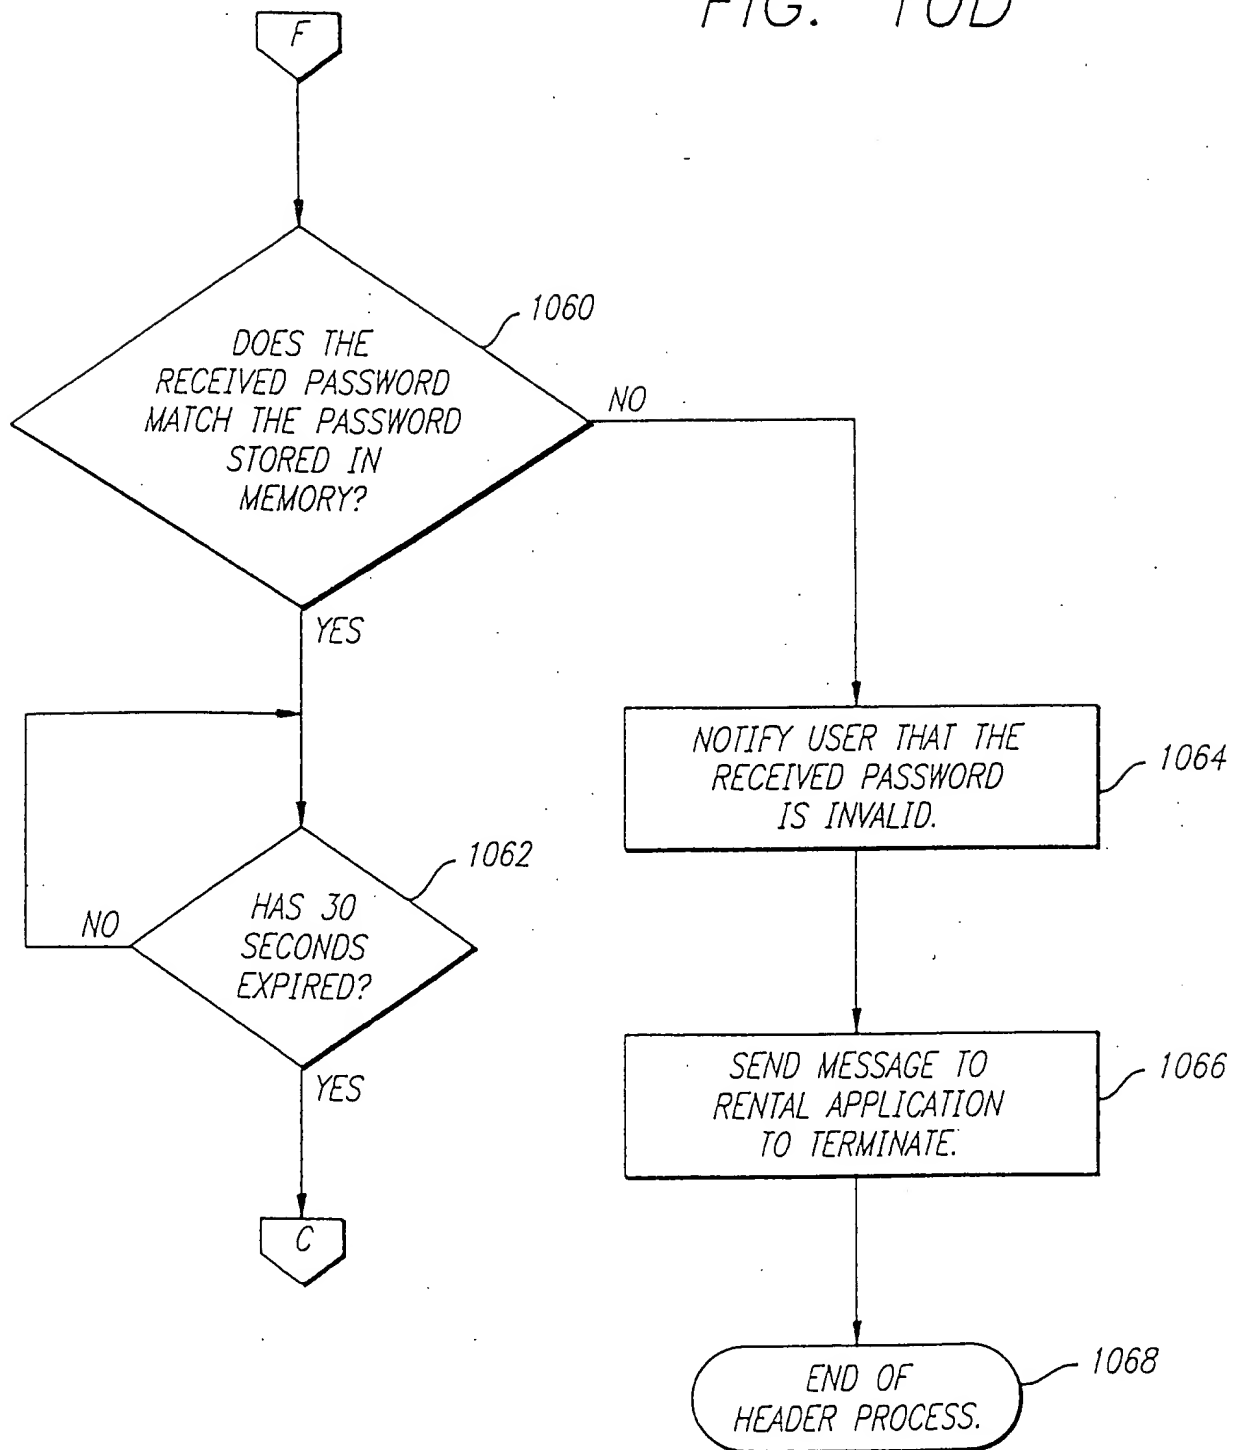 FIG. 10D
F
DOES THE
RECEIVED PASSWORD
MATCH THE PASSWORD
STORED IN
MEMORY?
1060
NO
YES
NOTIFY USER THAT THE
RECEIVED PASSWORD
IS INVALID.
1064
HAS 30
SECONDS
EXPIRED?
1062
NO
YES
SEND MESSAGE TO
RENTAL APPLICATION
TO TERMINATE.
1066
C
END OF
HEADER PROCESS.
1068